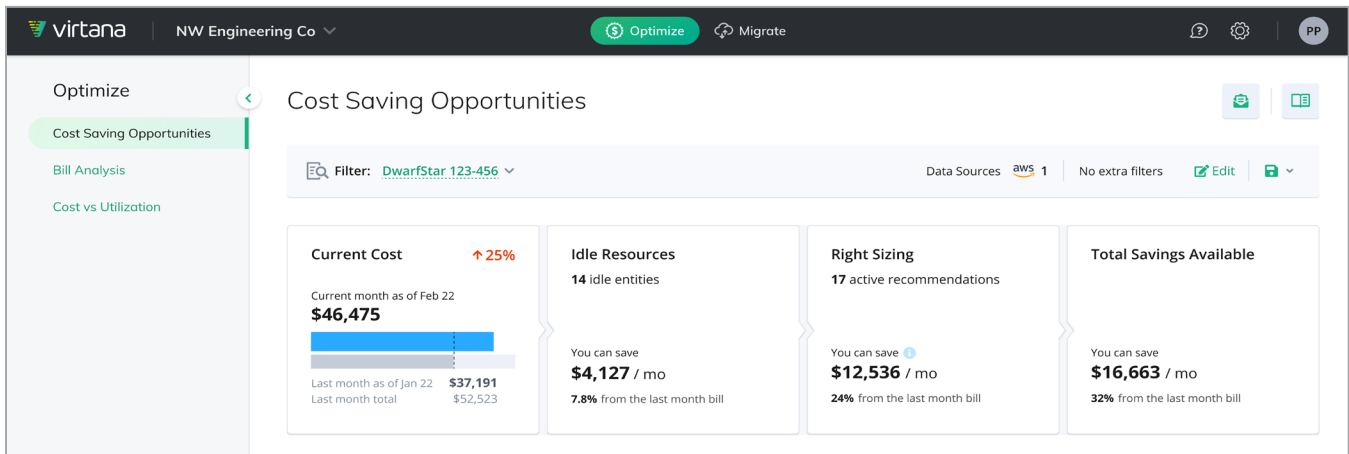 virtana
NW Engineering Co
Optimize
Migrate
PP
Optimize
Cost Saving Opportunities
Bill Analysis
Cost vs Utilization
Cost Saving Opportunities
Filter: DwarfStar 123-456
Data Sources aws 1
No extra filters
Edit
Current Cost 25%
Current month as of Feb 22
$46,475
Last month as of Jan 22 $37,191
Last month total $52,523
Idle Resources
14 idle entities
You can save
$4,127 / mo
7.8% from the last month bill
Right Sizing
17 active recommendations
You can save
$12,536 / mo
24% from the last month bill
Total Savings Available
You can save
$16,663 / mo
32% from the last month bill